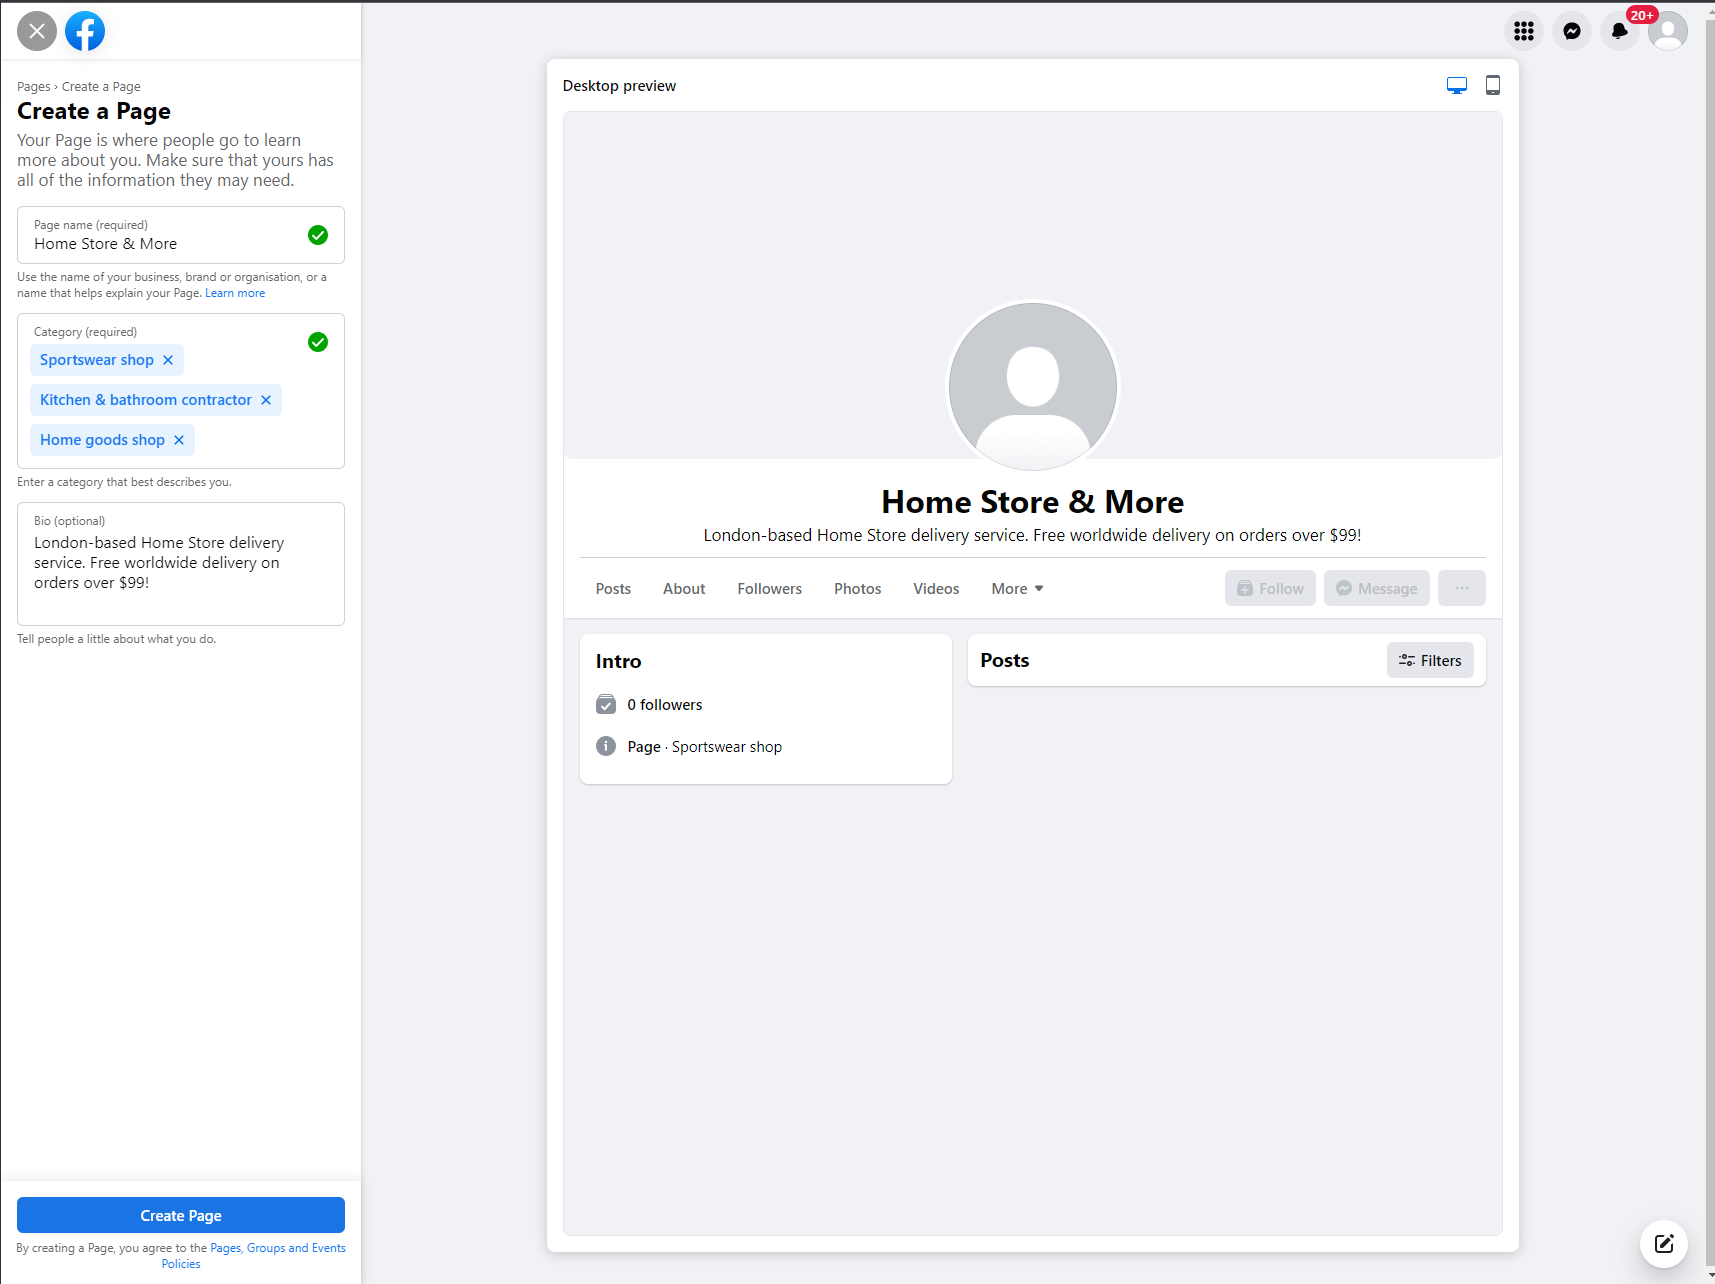 20+
Pages › Create a Page
Create a Page
Your Page is where people go to learn
more about you. Make sure that yours has
all of the information they may need.
Page name (required)
Home Store & More
Use the name of your business, brand or organisation, or a
name that helps explain your Page. Learn more
Category (required)
Sportswear shop
Kitchen & bathroom contractor
Home goods shop
Enter a category that best describes you.
Bio (optional)
London-based Home Store delivery
service. Free worldwide delivery on
orders over $99!
Tell people a little about what you do.
Create Page
By creating a Page, you agree to the Pages, Groups and Events
Policies
Desktop preview
Home Store & More
London-based Home Store delivery service. Free worldwide delivery on orders over $99!
Posts About Followers Photos Videos More Follow Message
Intro
0 followers
Page · Sportswear shop
Posts
Filters